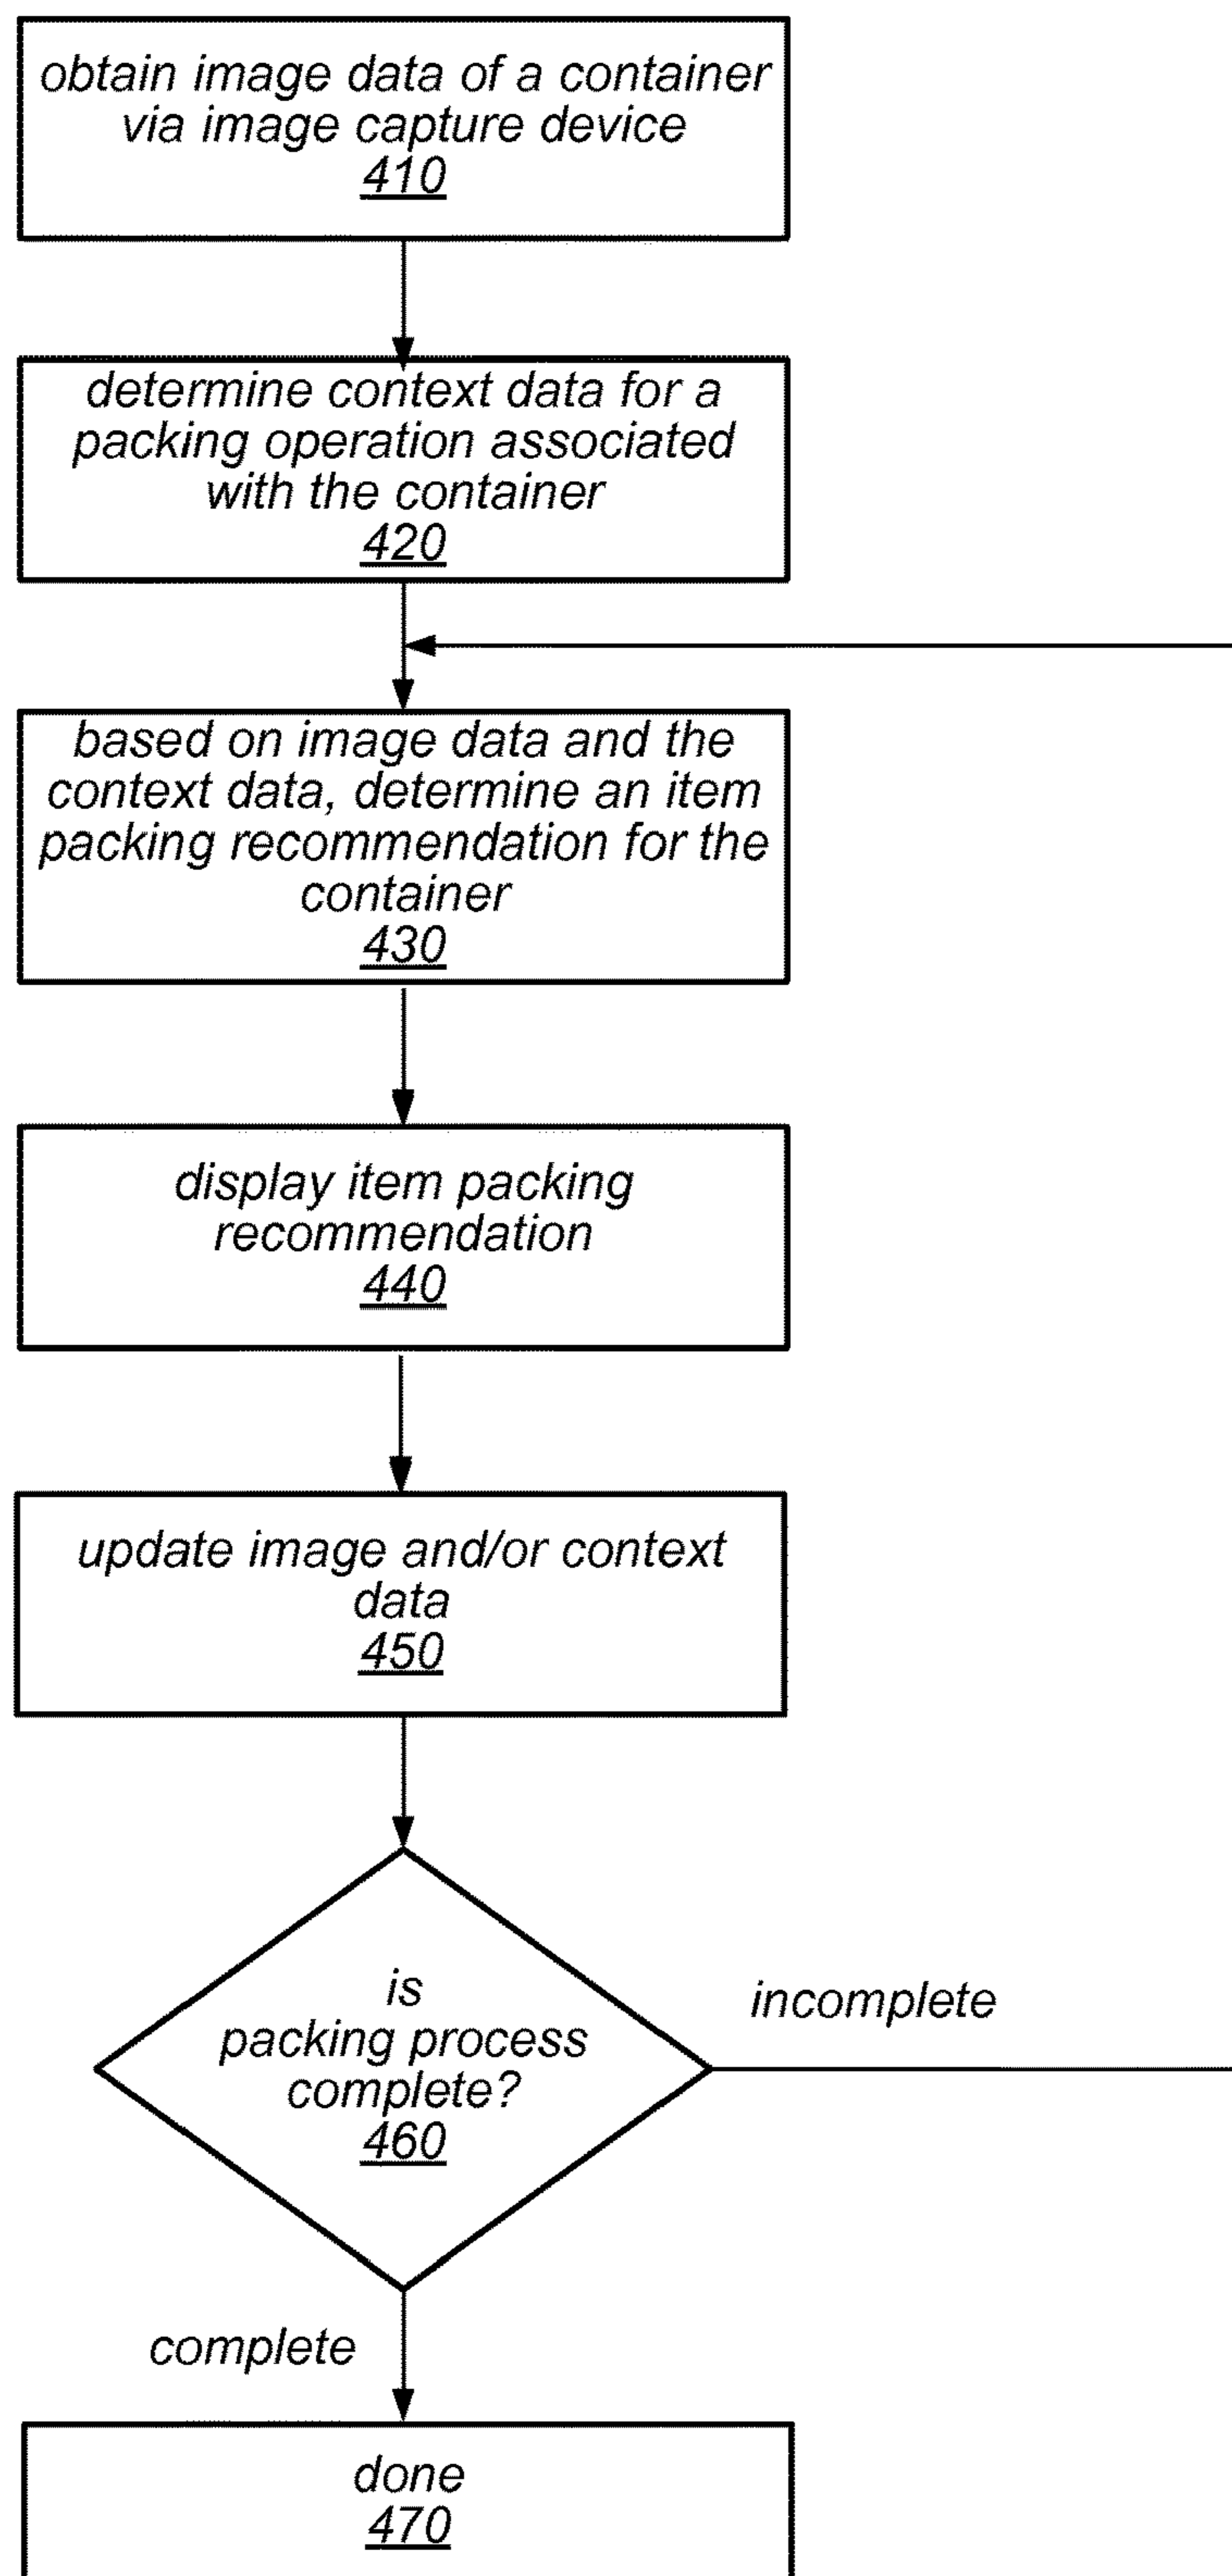 obtain image data of a container
via image capture device
410
determine context data for a
packing operation associated
with the container
420
based on image data and the
context data, determine an item
packing recommendation for the
container
430
display item packing
recommendation
440
update image and/or context
data
450
is
packing process
complete?
460
incomplete
complete
done
470